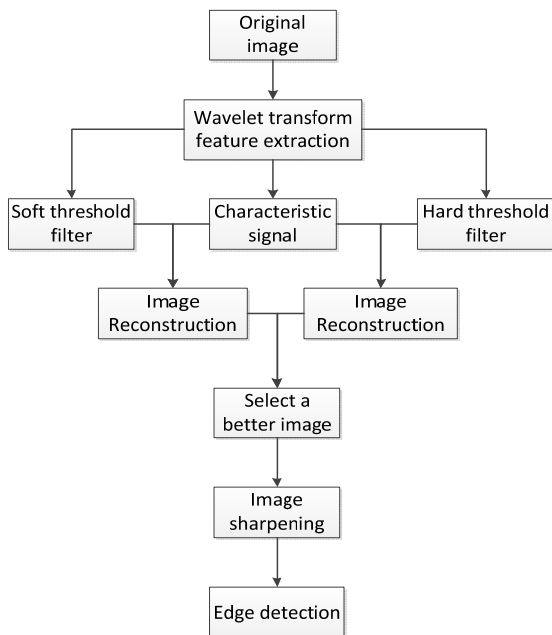 Original
image
Wavelet transform
feature extraction
Soft threshold
filter
Characteristic
signal
Hard threshold
filter
Image
Reconstruction
Image
Reconstruction
Select a
better image
Image
sharpening
Edge detection